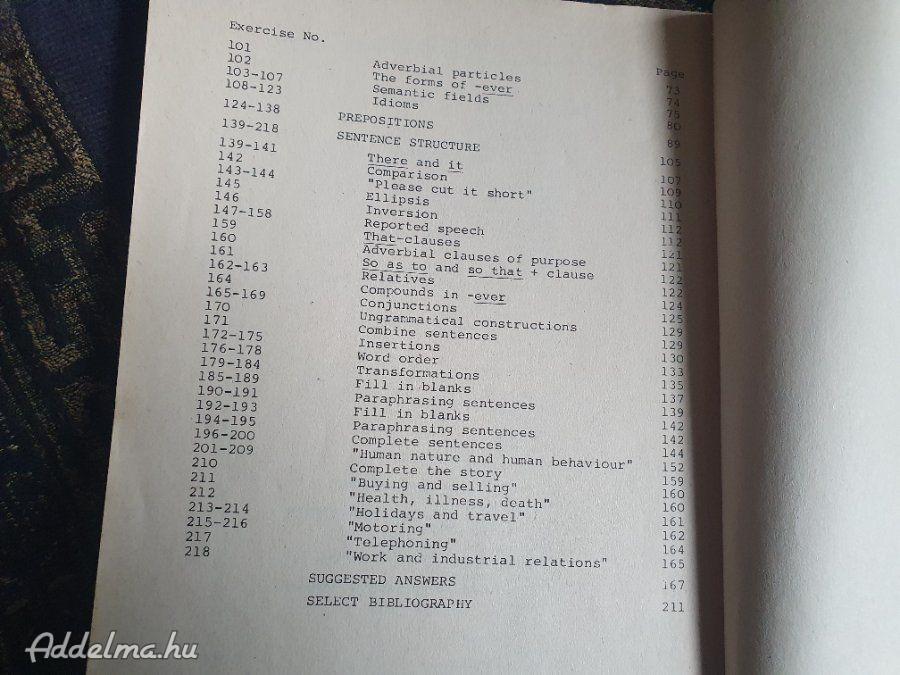 Exercise No. Page
101 Adverbial particles 73
102 The forms of -ever 74
103-107 Semantic fields 75
108-123 Idioms 80
124-138 PREPOSITIONS 89
139-218 SENTENCE STRUCTURE 105
139-141 There and it 107
142 Comparison 109
143-144 "Please cut it short" 110
145 Ellipsis 111
146 Inversion 112
147-158 Reported speech 112
159 That-clauses 121
160 Adverbial clauses of purpose 121
161 So as to and so that + clause 122
162-163 Relatives 122
164 Compounds in -ever 124
165-169 Conjunctions 125
170 Ungrammatical constructions 129
171 Combine sentences 129
172-175 Insertions 130
176-178 Word order 133
179-184 Transformations 135
185-189 Fill in blanks 137
190-191 Paraphrasing sentences 139
192-193 Fill in blanks 142
194-195 Paraphrasing sentences 142
196-200 Complete sentences 144
201-209 "Human nature and human behaviour" 152
210 Complete the story 159
211 "Buying and selling" 160
212 "Health, illness, death" 160
213-214 "Holidays and travel" 161
215-216 "Motoring" 162
217 "Telephoning" 164
218 "Work and industrial relations" 165
SUGGESTED ANSWERS 167
SELECT BIBLIOGRAPHY 211
Addelma.hu